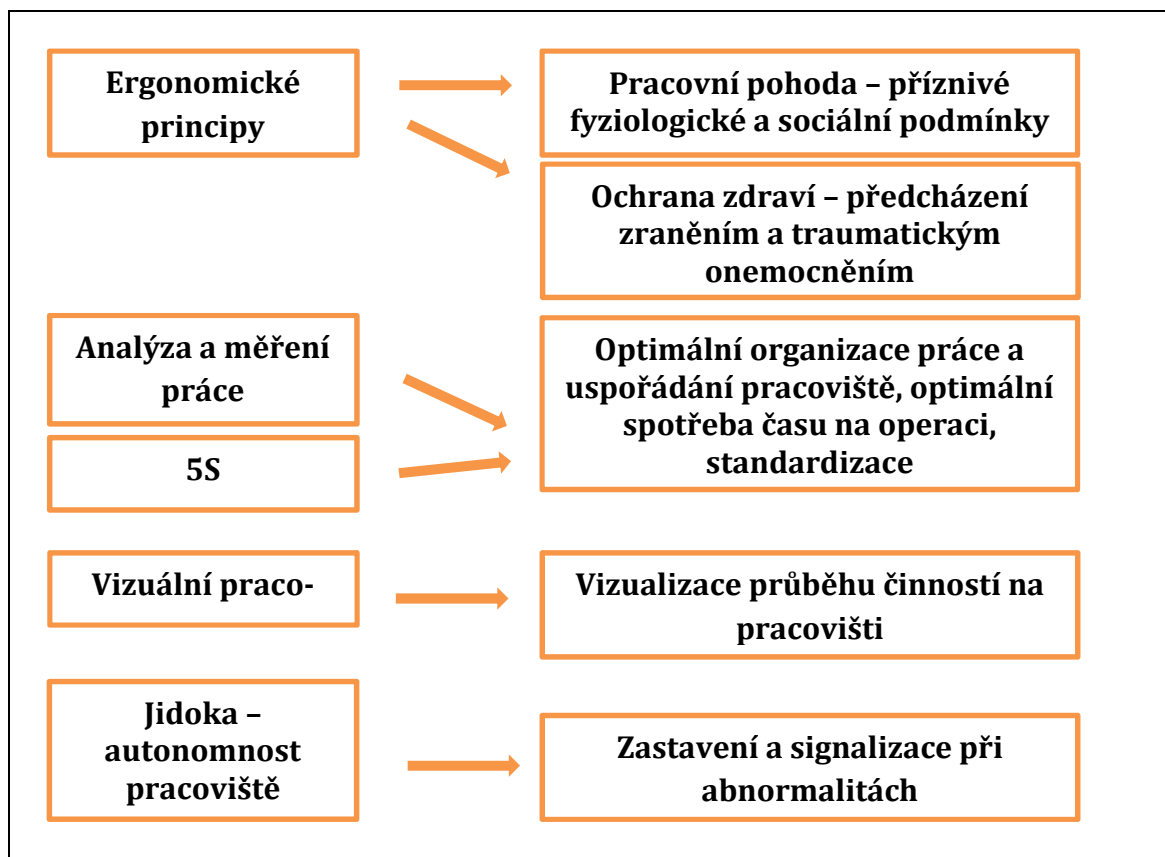 Ergonomické
principy
Pracovní pohoda – příznivé
fyziologické a sociální podmínky
Ochrana zdraví – předcházení
zraněním a traumatickým
onemocněním
Analýza a měření
práce
5S
Optimální organizace práce a
uspořádání pracoviště, optimální
spotřeba času na operaci,
standardizace
Vizuální praco-
Vizualizace průběhu činností na
pracovišti
Jidoka –
autonomnost
pracoviště
Zastavení a signalizace při
abnormalitách